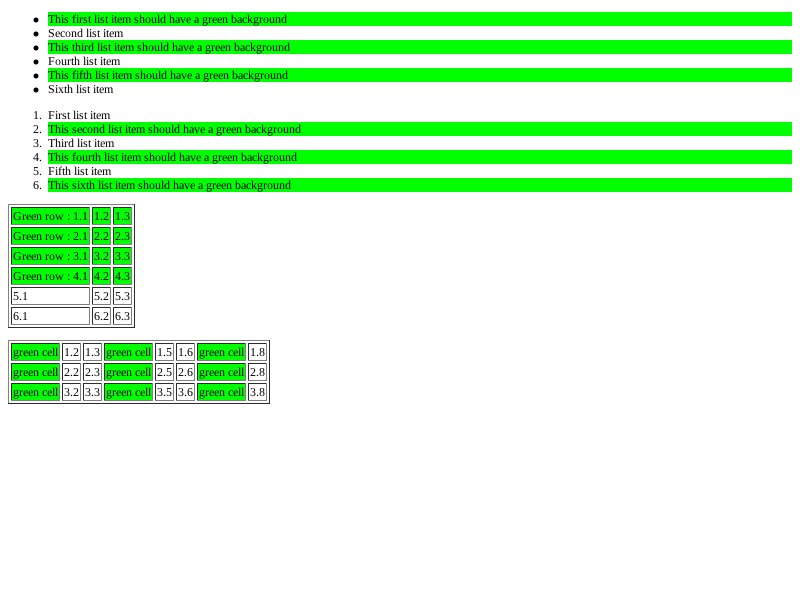 This first list item should have a green background
Second list item
This third list item should have a green background
Fourth list item
This fifth list item should have a green background
Sixth list item
1. First list item
2. This second list item should have a green background
3. Third list item
4. This fourth list item should have a green background
5. Fifth list item
6. This sixth list item should have a green background
Green row : 1.1 1.2 1.3
Green row : 2.1 2.2 2.3
Green row : 3.1 3.2 3.3
Green row : 4.1 4.2 4.3
5.1 5.2 5.3
6.1 6.2 6.3
green cell 1.2 1.3 green cell 1.5 1.6 green cell 1.8
green cell 2.2 2.3 green cell 2.5 2.6 green cell 2.8
green cell 3.2 3.3 green cell 3.5 3.6 green cell 3.8